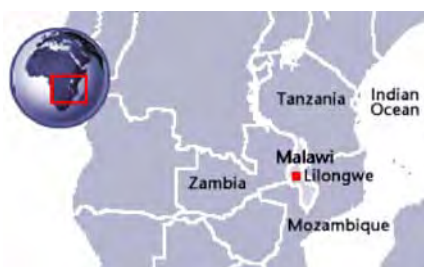 Tanzania
Indian
Ocean
Malawi
Lilongwe
Zambia
Mozambique